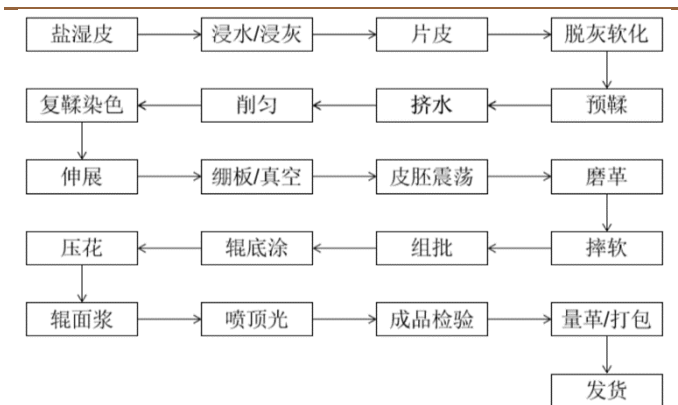 盐湿皮 浸水/浸灰 片皮 脱灰软化
复鞣染色 削匀 挤水 预鞣
伸展 绷板/真空 皮胚震荡 磨革
压花 辊底涂 组批 摔软
辊面浆 喷顶光 成品检验 量革/打包
发货